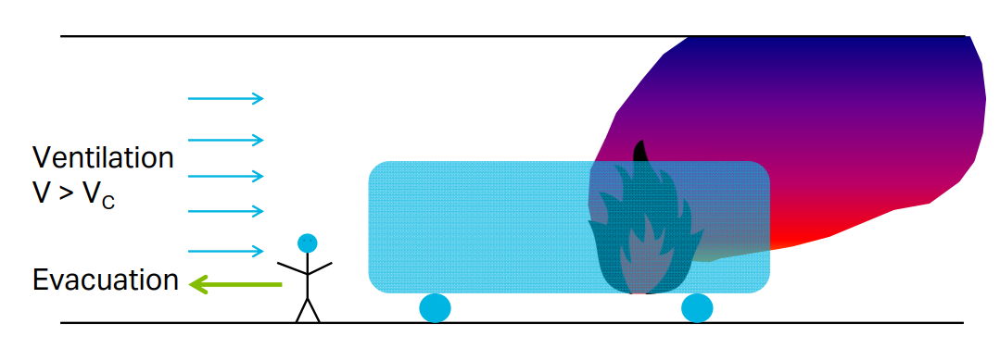 Ventilation
V > VC
Evacuation